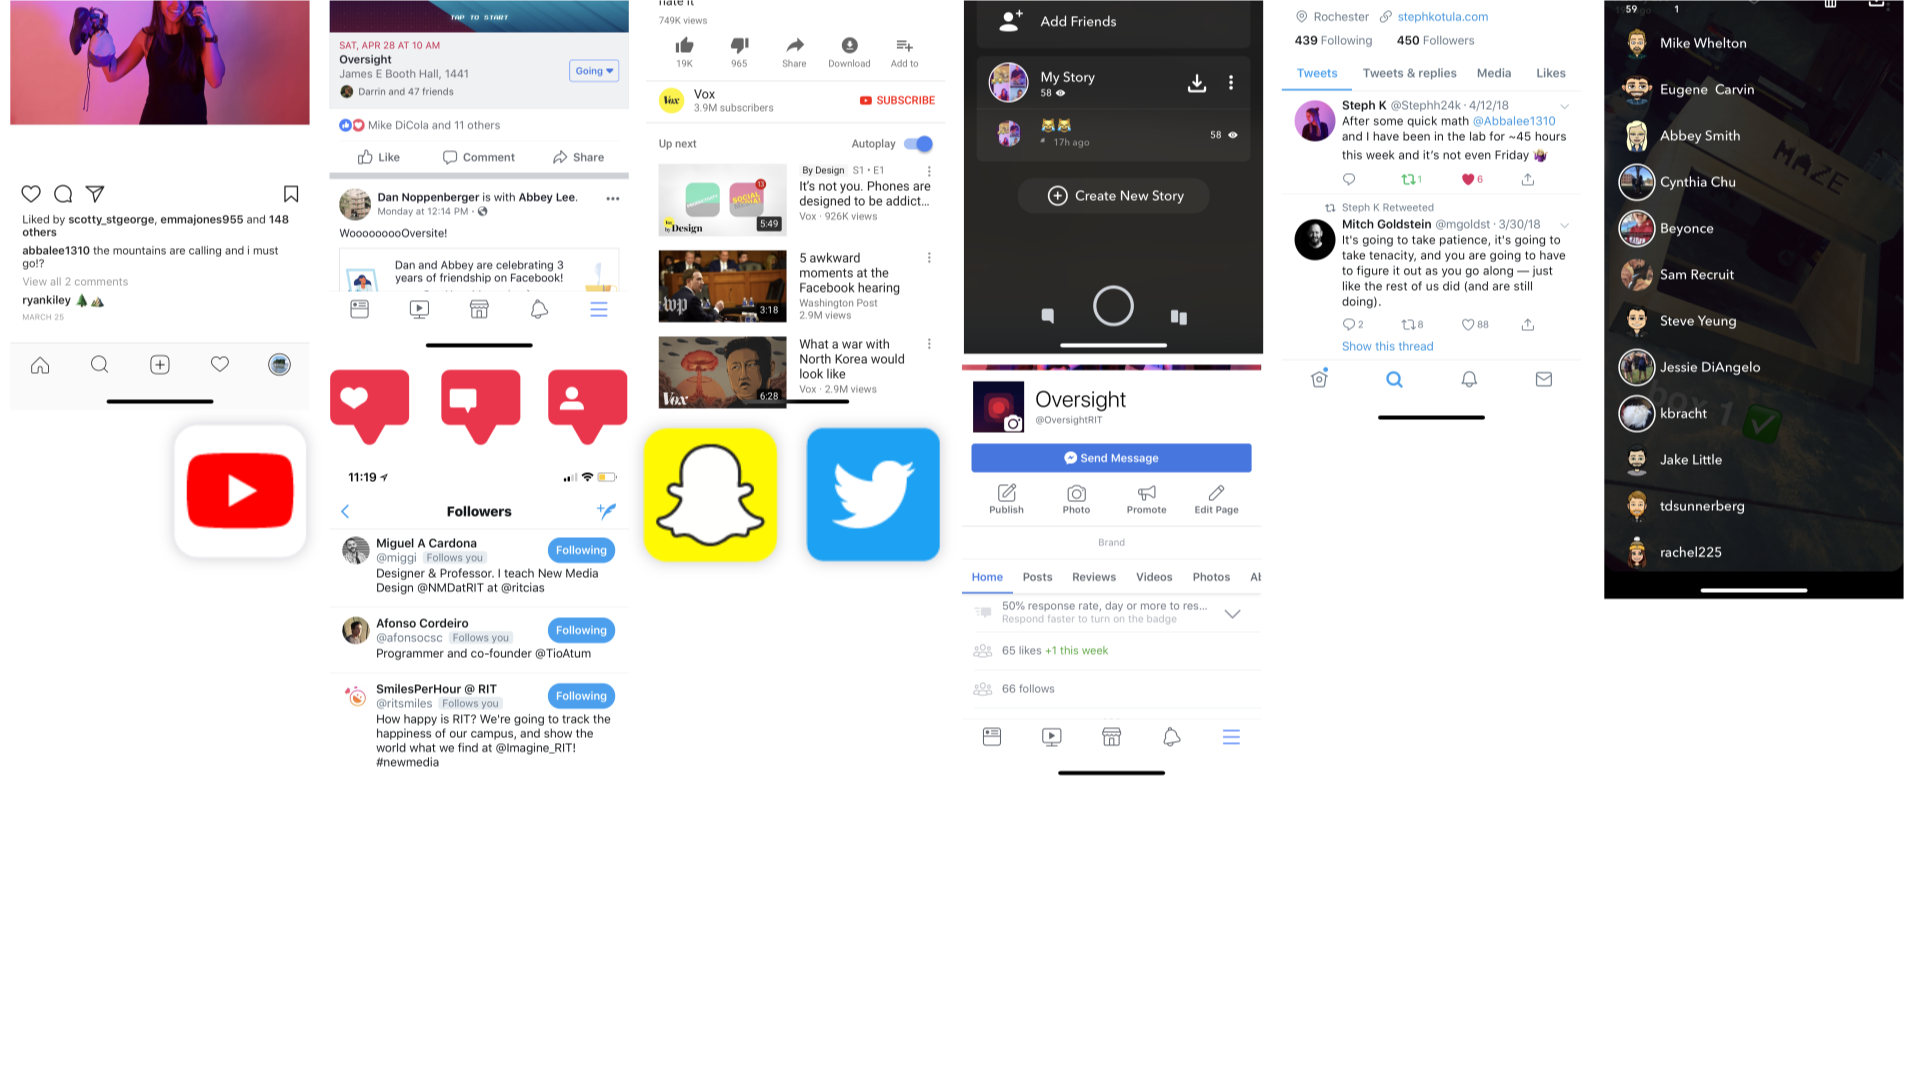 Liked by scotty_stgeorge, emmajones955 and 148
others
abbalee1310 the mountains are calling and i must
go!?
View all 2 comments
ryankiley
MARCH 25
TAP TO START
SAT, APR 28 AT 10 AM
Oversight
James E Booth Hall, 1441
Going
Darrin and 47 friends
Mike DiCola and 11 others
Like
Comment
Share
Dan Noppenberger is with Abbey Lee.
Monday at 12:14 PM ·
WooooooooOversite!
Dan and Abbey are celebrating 3
years of friendship on Facebook!
11:19
Followers
Miguel A Cardona
@miggi Follows you
Following
Designer & Professor. I teach New Media
Design @NMDatRIT at @ritcias
Afonso Cordeiro
@afonsocsc Follows you
Following
Programmer and co-founder @TioAtum
SmilesPerHour @ RIT
@ritsmiles Follows you
Following
How happy is RIT? We're going to track the
happiness of our campus, and show the
world what we find at @Imagine_RIT!
#newmedia
hate it
749K views
19K
965
Share
Download
Add to
Vox
Vox
3.9M subscribers
SUBSCRIBE
Up next
Autoplay
by Design
13
5:49
By Design S1 • E1
It's not you. Phones are
designed to be addict...
Vox · 926K views
wp
3:18
5 awkward
moments at the
Facebook hearing
Washington Post
2.9M views
Vox
6:28
What a war with
North Korea would
look like
Vox · 2.9M views
Add Friends
My Story
58
17h ago
58
Create New Story
Oversight
@OversightRIT
Send Message
Publish
Photo
Promote
Edit Page
Brand
Home
Posts
Reviews
Videos
Photos
Al
50% response rate, day or more to res...
Respond faster to turn on the badge
65 likes +1 this week
66 follows
Rochester stephkotula.com
439 Following 450 Followers
Tweets
Tweets & replies
Media
Likes
Steph K @Stephh24k · 4/12/18
After some quick math @Abbalee1310
and I have been in the lab for ~45 hours
this week and it's not even Friday
1
6
Steph K Retweeted
Mitch Goldstein @mgoldst · 3/30/18
It's going to take patience, it's going to
take tenacity, and you are going to have
to figure it out as you go along — just
like the rest of us did (and are still
doing).
2
8
88
Show this thread
59
1
Mike Whelton
Eugene Carvin
Abbey Smith
Cynthia Chu
Beyonce
Sam Recruit
Steve Yeung
Jessie DiAngelo
kbracht
Jake Little
tdsunnerberg
rachel225
MAZE